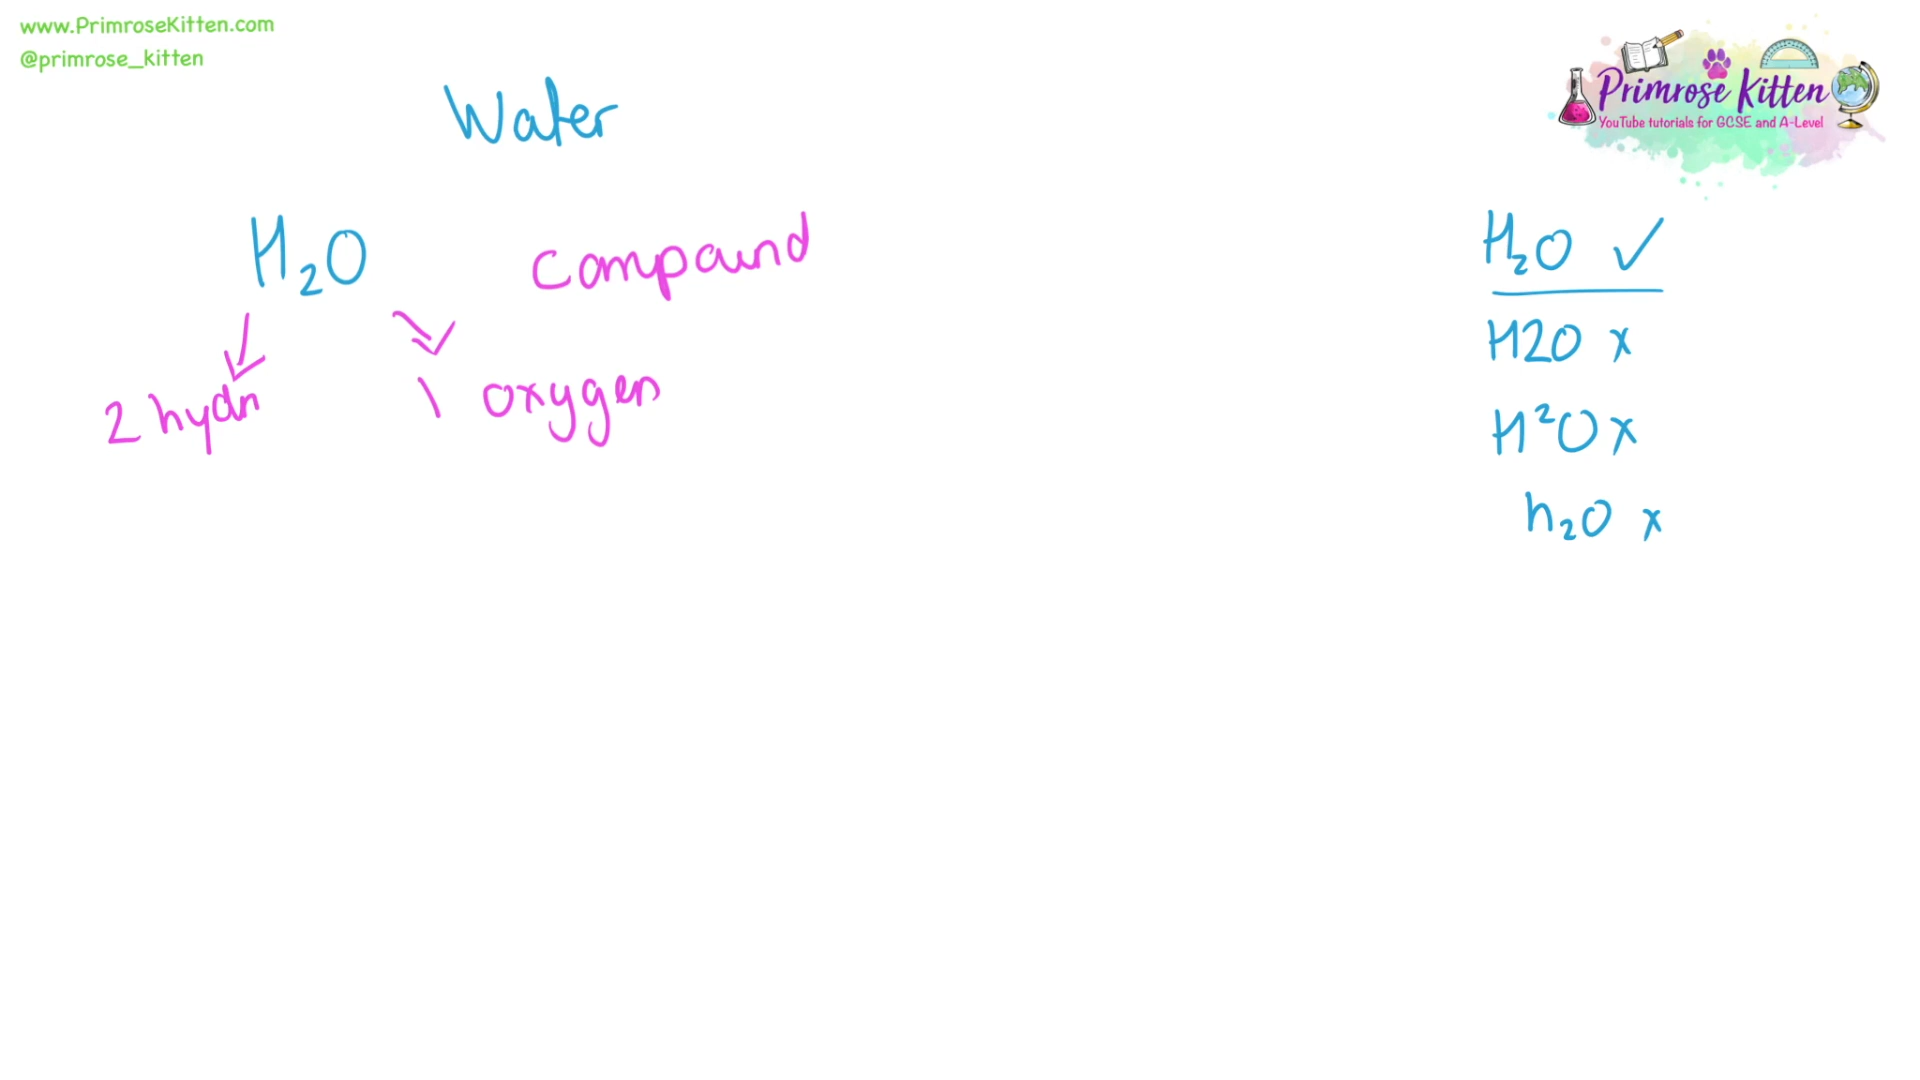 www.PrimroseKitten.com
@primrose_kitten
Primrose Kitten
YouTube tutorials for GCSE and A-Level
Water
H₂O
Compound
2 hydn
1 oxygen
H₂O ✓
H2O x
H²O x
h₂O x